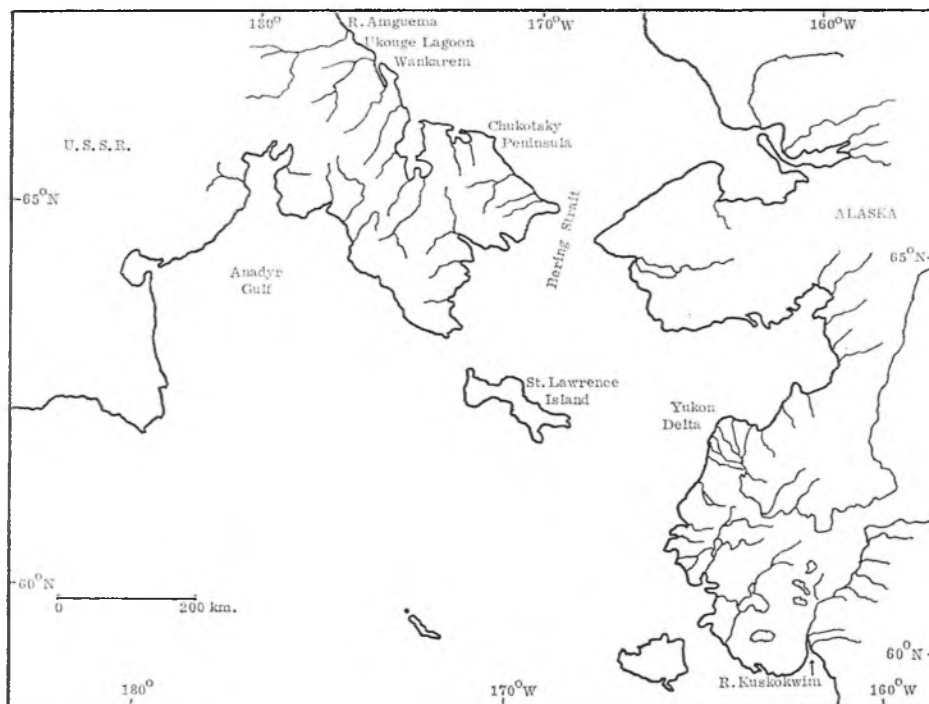 180° 170°W 160°W
R. Amguema
Ukouge Lagoon
Wankarem
Chukotsky
Peninsula
U.S.S.R.
65°N
Bering Strait
ALASKA
65°N
Anadyr
Gulf
St. Lawrence
Island
Yukon
Delta
60°N
0 200 km.
60°N
R. Kuskokwim
180° 170°W 160°W